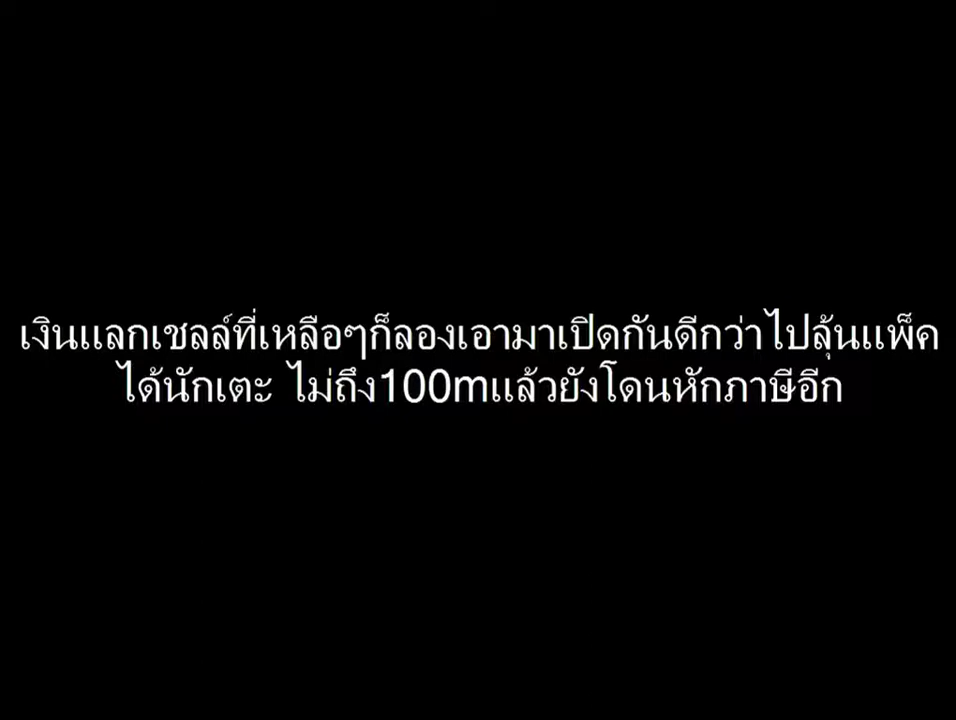 เงินแลกเชลล์ที่เหลือๆก็ลองเอามาเปิดกันดีกว่าไปลุ้นแพ็ค
ได้นักเตะ ไม่ถึง100mแล้วยังโดนหักภาษีอีก